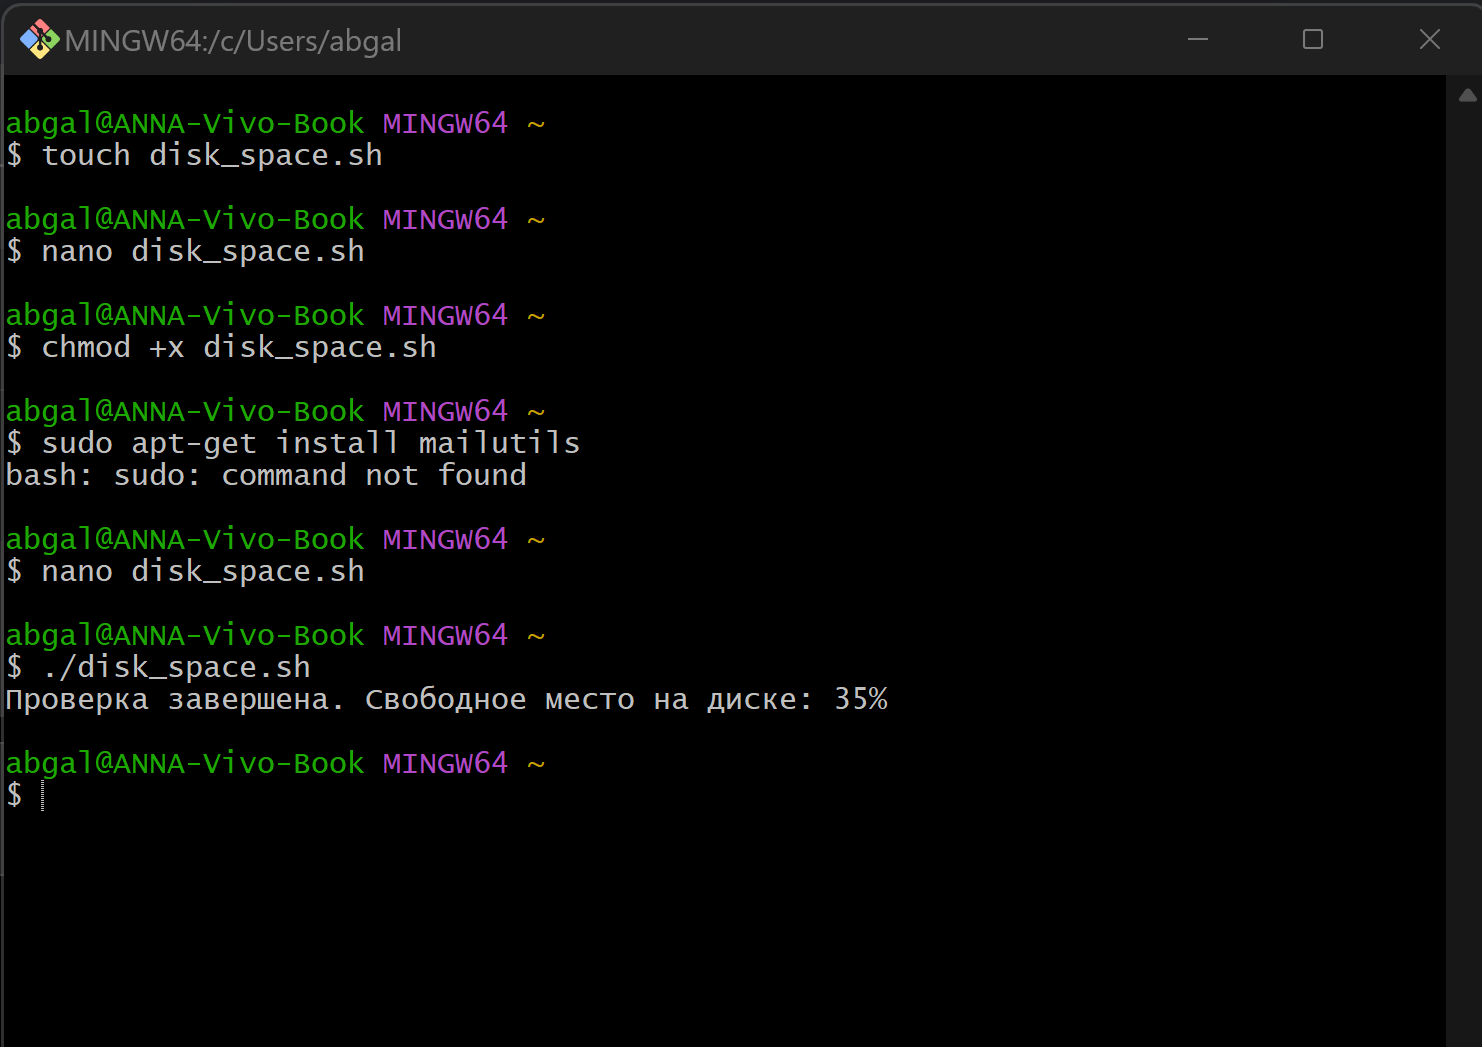 MINGW64:/c/Users/abgal
abgal@ANNA-Vivo-Book MINGW64 ~
$ touch disk_space.sh
abgal@ANNA-Vivo-Book MINGW64 ~
$ nano disk_space.sh
abgal@ANNA-Vivo-Book MINGW64 ~
$ chmod +x disk_space.sh
abgal@ANNA-Vivo-Book MINGW64 ~
$ sudo apt-get install mailutils
bash: sudo: command not found
abgal@ANNA-Vivo-Book MINGW64 ~
$ nano disk_space.sh
abgal@ANNA-Vivo-Book MINGW64 ~
$ ./disk_space.sh
Проверка завершена. Свободное место на диске: 35%
abgal@ANNA-Vivo-Book MINGW64 ~
$